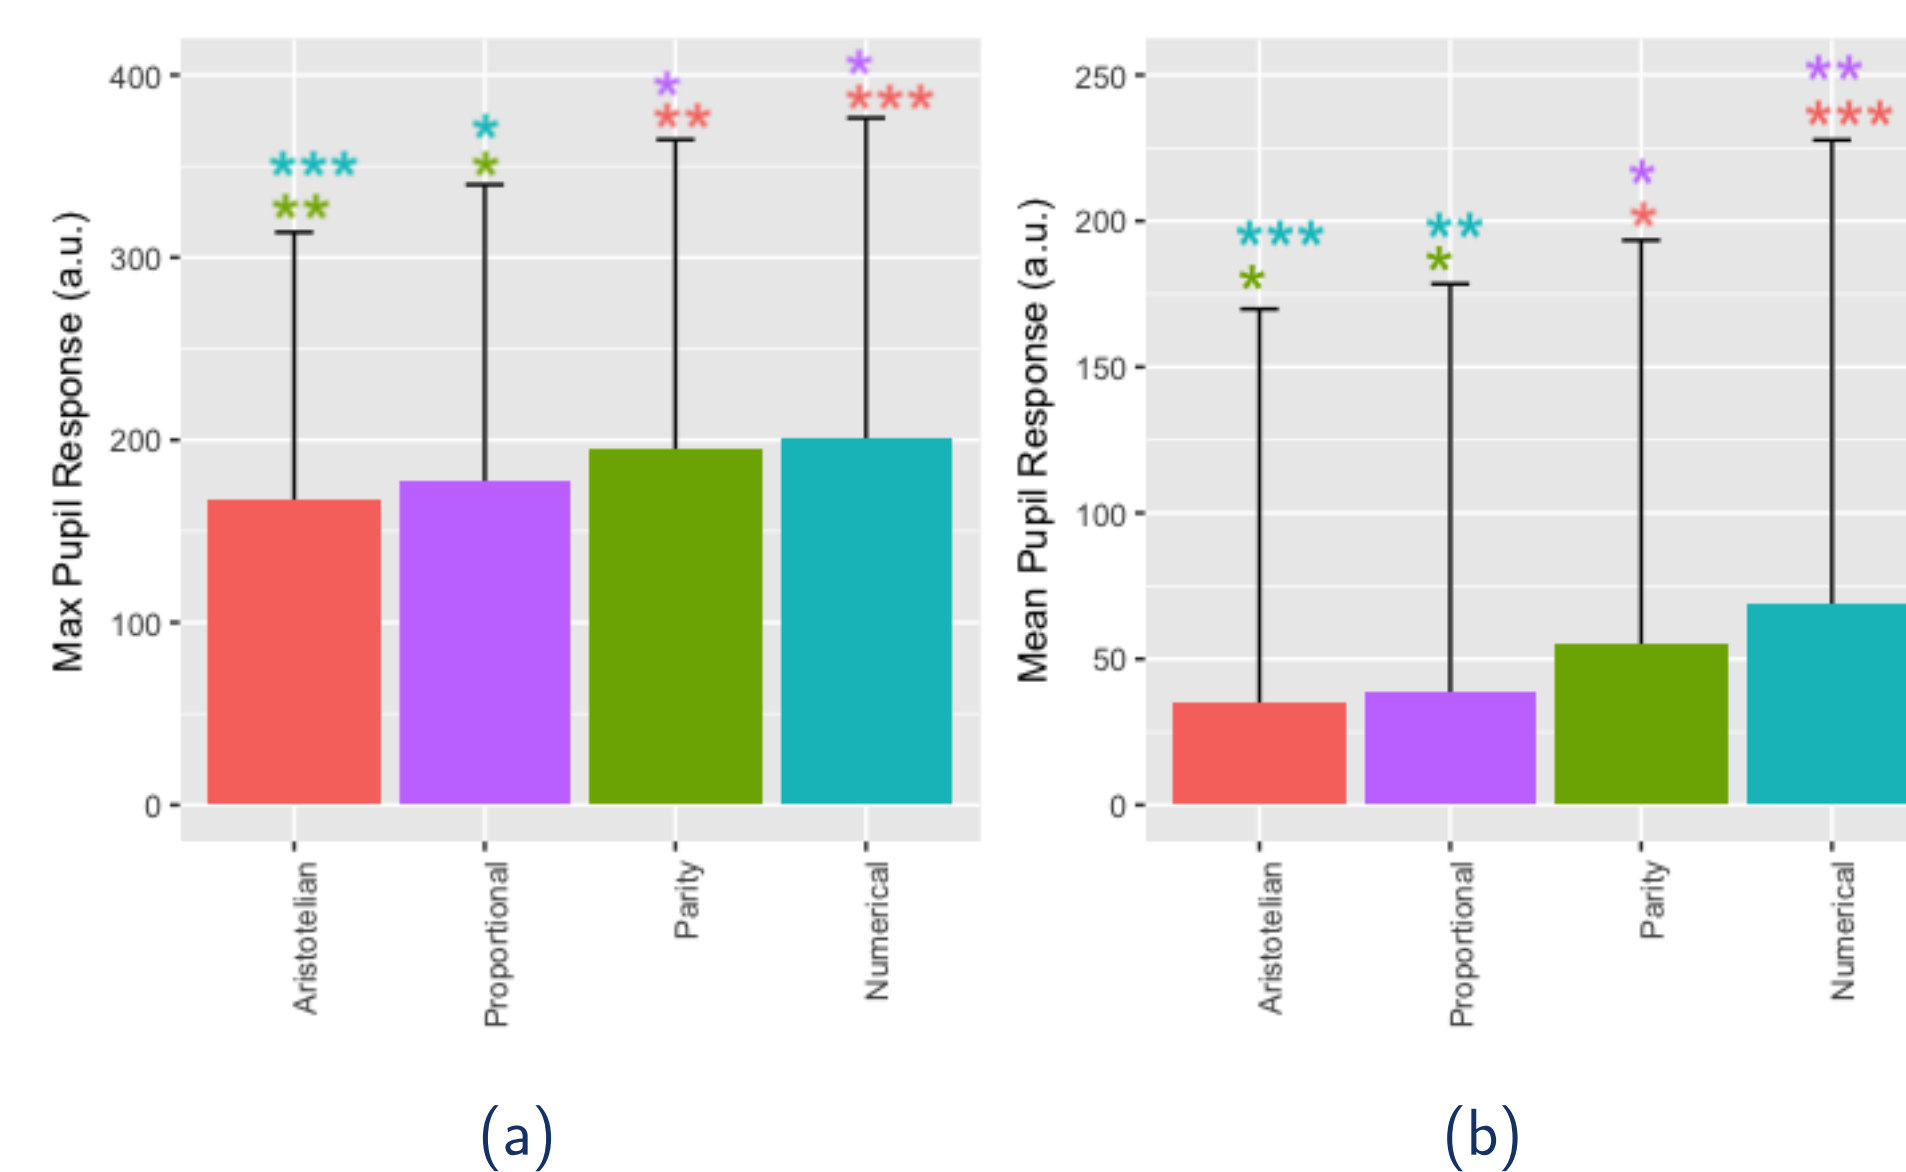 Max Pupil Response (a.u.)
400
300
200
100
0
***
**
*
*
*
**
*
***
Aristotelian
Proportional
Parity
Numerical
(a)
Mean Pupil Response (a.u.)
250
200
150
100
50
0
***
*
**
*
*
*
**
***
Aristotelian
Proportional
Parity
Numerical
(b)